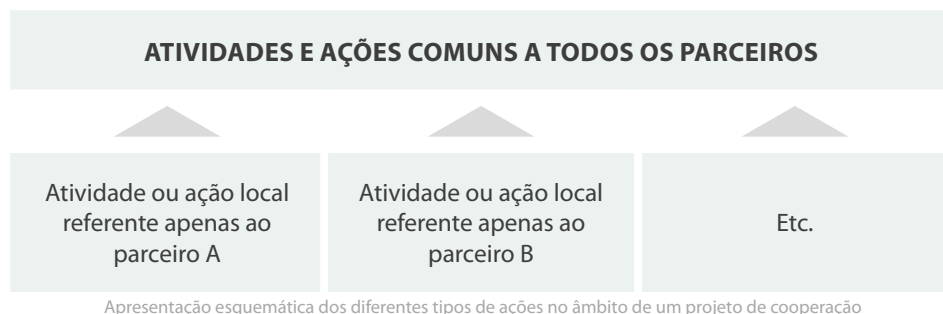 ATIVIDADES E AÇÕES COMUNS A TODOS OS PARCEIROS
Atividade ou ação local
referente apenas ao
parceiro A
Atividade ou ação local
referente apenas ao
parceiro B
Etc.
Apresentação esquemática dos diferentes tipos de ações no âmbito de um projeto de cooperação